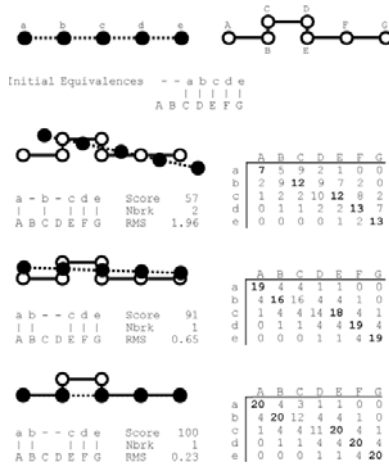 a b c d e
C D
A F G
B E
Initial Equivalences - - a b c d e
A B C D E F G
a - b - c d e Score 57
Nbrk 2
A B C D E F G RMS 1.96
A B C D E F G
a 7 5 9 2 1 0 0
b 2 9 12 9 7 2 0
c 1 2 2 10 12 8 2
d 0 1 1 2 2 13 7
e 0 0 0 0 1 2 13
a b - - c d e Score 91
Nbrk 1
A B C D E F G RMS 0.65
A B C D E F G
a 19 4 4 1 1 0 0
b 4 16 16 4 4 1 0
c 1 4 4 14 18 4 1
d 0 1 1 4 4 19 4
e 0 0 0 1 1 4 19
a b - - c d e Score 100
Nbrk 1
A B C D E F G RMS 0.23
A B C D E F G
a 20 4 3 1 1 0 0
b 4 20 12 4 4 1 0
c 1 4 4 11 20 4 1
d 0 1 1 4 4 20 4
e 0 0 0 1 1 4 20